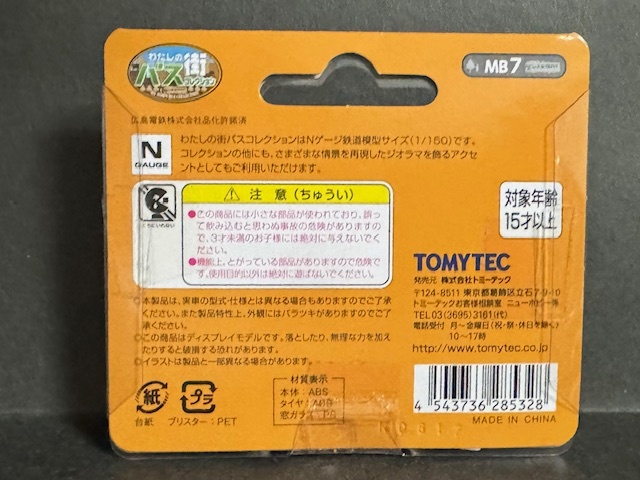 わたしの
バス街
コレクション
MB7
広島電鉄株式会社商品化許諾済
N
GAUGE
わたしの街バスコレクションはNゲージ鉄道模型サイズ(1/150)です。
コレクションの他にも、さまざまな情景を再現したジオラマを飾るアクセ
ントとしてもご利用いただけます。
注 意(ちゅうい)
●この商品には小さな部品が使われており、誤っ
て飲み込むと思わぬ事故の危険がありますの
で、3才未満のお子様には絶対に与えないでく
ださい。
●機能上、とがっている部品がありますので危険で
す。使用目的以外は絶対に遊ばないでください。
対象年齢
15才以上
○本製品は、実車の型式・仕様とは異なる場合もありますのでご了承く
ださい。また製品特性上、外観にはバラツキがありますのでご了
承ください。
○この商品はディスプレイモデルです。落としたり、無理な力を加え
たりすると破損する恐れがあります。
○イラストは製品と一部異なる場合があります。
TOMYTEC
発売元 株式会社トミーテック
〒124-8511 東京都葛飾区立石7-9-10
トミーテックお客様相談室
TEL03(3695)3161(代)
電話受付 月~金曜日(祝・祭・休日を除く)
10~17時
http://www.tomytec.co.jp
紙
台紙
プラ
ブリスター:PET
材質表示
本体:ABS
タイヤ:ABS
窓ガラス:PS
4 543736 285328
MADE IN CHINA